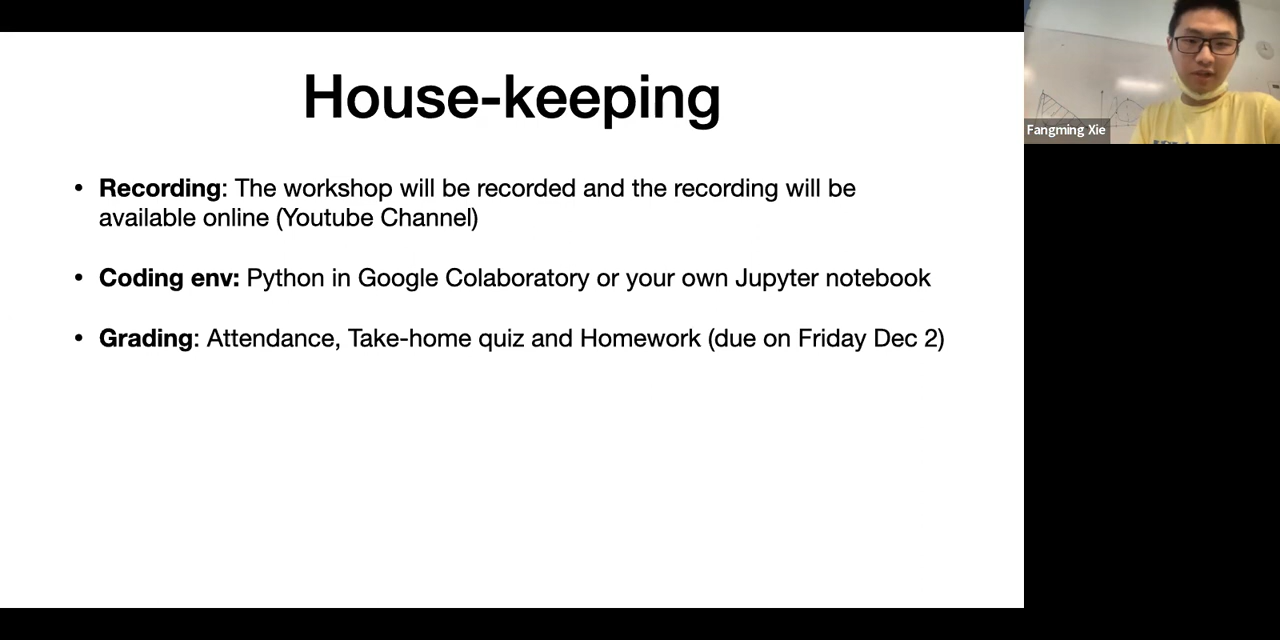 House-keeping
• Recording: The workshop will be recorded and the recording will be
available online (Youtube Channel)
• Coding env: Python in Google Colaboratory or your own Jupyter notebook
• Grading: Attendance, Take-home quiz and Homework (due on Friday Dec 2)
Fangming Xie